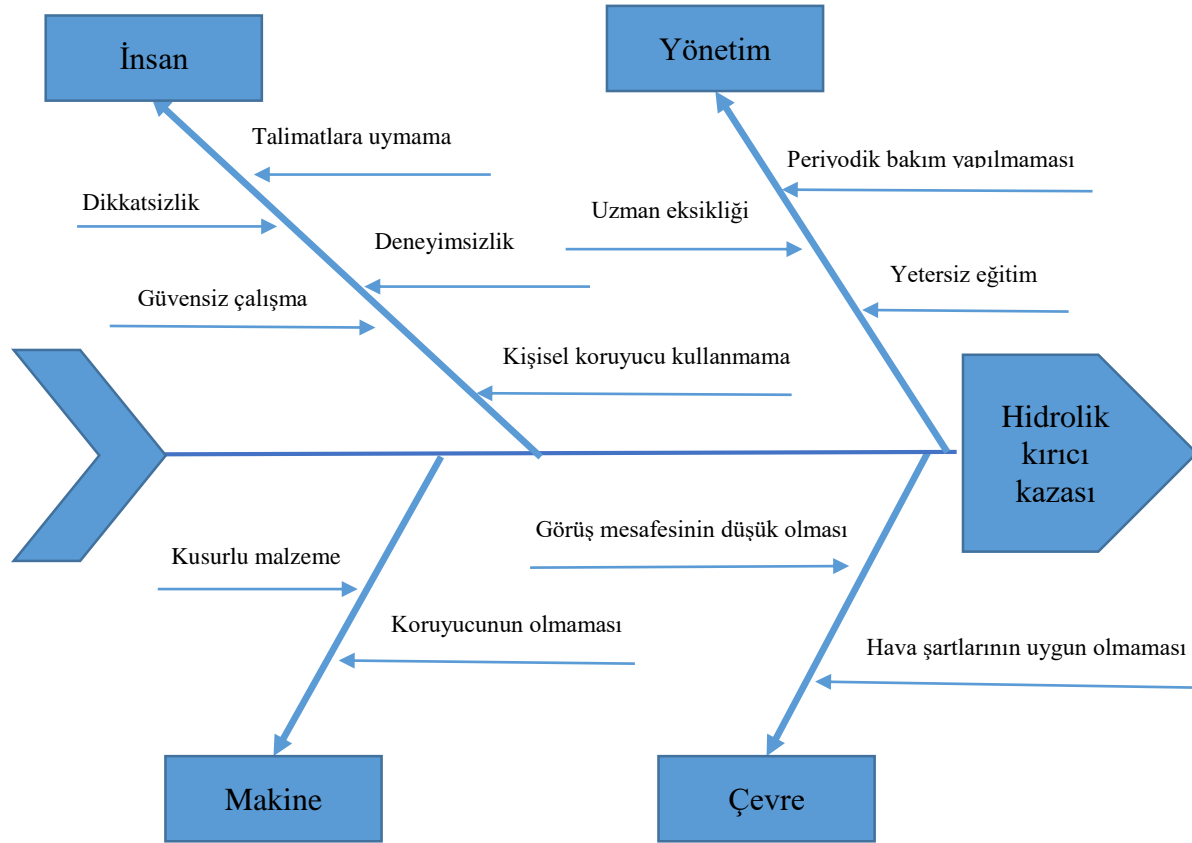 İnsan
Yönetim
Talimatlara uymama
Periyodik bakım yapılmaması
Dikkatsizlik
Uzman eksikliği
Deneyimsizlik
Yetersiz eğitim
Güvensiz çalışma
Kişisel koruyucu kullanmama
Hidrolik
kırıcı
kazası
Görüş mesafesinin düşük olması
Kusurlu malzeme
Koruyucunun olmaması
Hava şartlarının uygun olmaması
Makine
Çevre